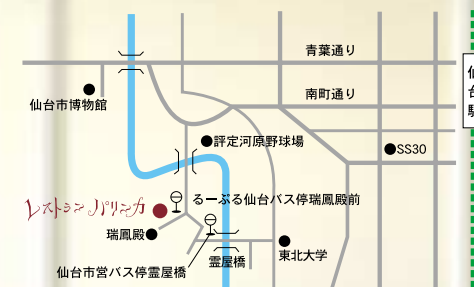 青葉通り
南町通り
仙台駅
仙台市博物館
評定河原野球場
SS30
るーぷる仙台バス停瑞鳳殿前
レストラン パリンカ
瑞鳳殿
霊屋橋
東北大学
仙台市営バス停霊屋橋